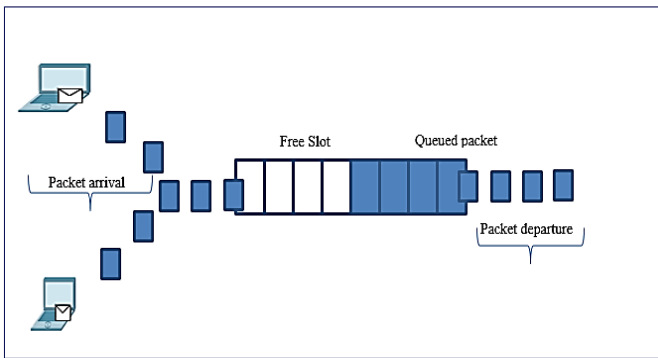 Free Slot
Queued packet
Packet arrival
Packet departure